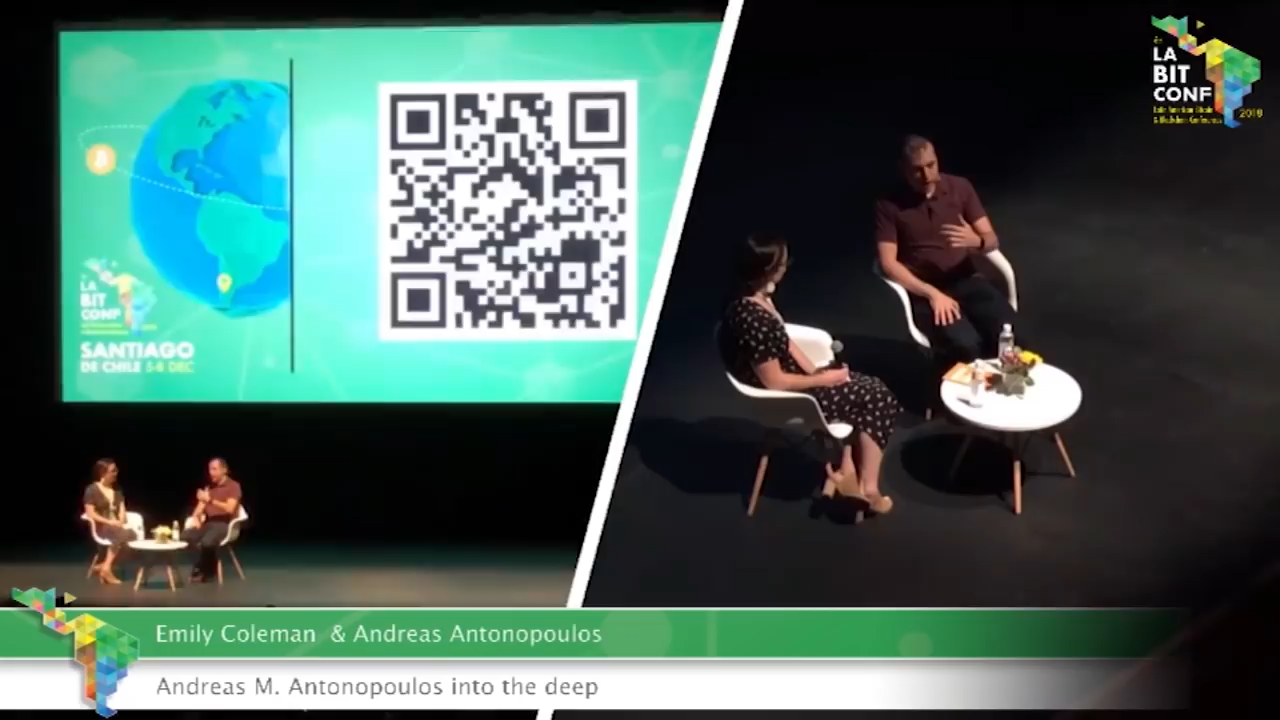 LA
BIT
CONF
SANTIAGO
DE CHILE 5-8 DEC
LA
BIT
CONF
2018
Emily Coleman & Andreas Antonopoulos
Andreas M. Antonopoulos into the deep